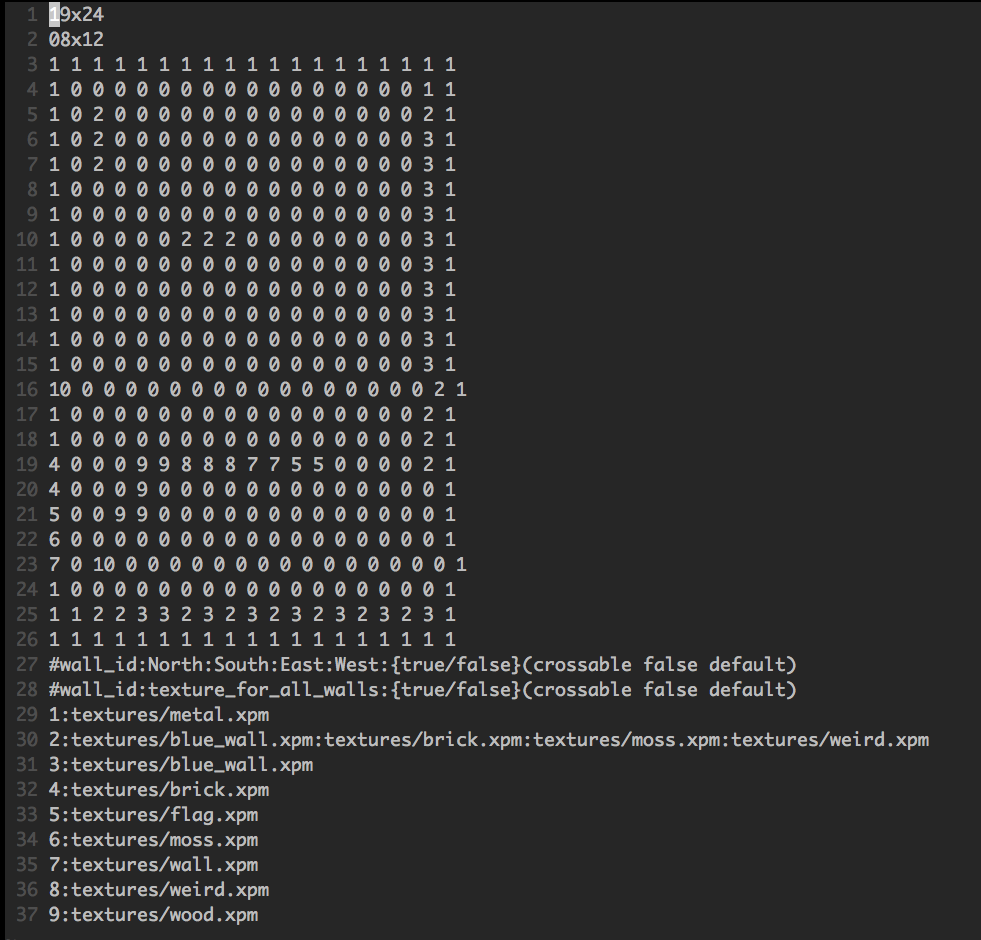 1 19x24
2 08x12
3 1 1 1 1 1 1 1 1 1 1 1 1 1 1 1 1 1 1 1
4 1 0 0 0 0 0 0 0 0 0 0 0 0 0 0 0 0 1 1
5 1 0 2 0 0 0 0 0 0 0 0 0 0 0 0 0 0 2 1
6 1 0 2 0 0 0 0 0 0 0 0 0 0 0 0 0 0 3 1
7 1 0 2 0 0 0 0 0 0 0 0 0 0 0 0 0 0 3 1
8 1 0 0 0 0 0 0 0 0 0 0 0 0 0 0 0 0 3 1
9 1 0 0 0 0 0 0 0 0 0 0 0 0 0 0 0 0 3 1
10 1 0 0 0 0 0 2 2 2 0 0 0 0 0 0 0 0 3 1
11 1 0 0 0 0 0 0 0 0 0 0 0 0 0 0 0 0 3 1
12 1 0 0 0 0 0 0 0 0 0 0 0 0 0 0 0 0 3 1
13 1 0 0 0 0 0 0 0 0 0 0 0 0 0 0 0 0 3 1
14 1 0 0 0 0 0 0 0 0 0 0 0 0 0 0 0 0 3 1
15 1 0 0 0 0 0 0 0 0 0 0 0 0 0 0 0 0 3 1
16 10 0 0 0 0 0 0 0 0 0 0 0 0 0 0 0 0 2 1
17 1 0 0 0 0 0 0 0 0 0 0 0 0 0 0 0 0 2 1
18 1 0 0 0 0 0 0 0 0 0 0 0 0 0 0 0 0 2 1
19 4 0 0 0 9 9 8 8 8 7 7 5 5 0 0 0 0 2 1
20 4 0 0 0 9 0 0 0 0 0 0 0 0 0 0 0 0 0 1
21 5 0 0 9 9 0 0 0 0 0 0 0 0 0 0 0 0 0 1
22 6 0 0 0 0 0 0 0 0 0 0 0 0 0 0 0 0 0 1
23 7 0 10 0 0 0 0 0 0 0 0 0 0 0 0 0 0 0 1
24 1 0 0 0 0 0 0 0 0 0 0 0 0 0 0 0 0 0 1
25 1 1 2 2 3 3 2 3 2 3 2 3 2 3 2 3 2 3 1
26 1 1 1 1 1 1 1 1 1 1 1 1 1 1 1 1 1 1 1
27 #wall_id:North:South:East:West:{true/false}(crossable false default)
28 #wall_id:texture_for_all_walls:{true/false}(crossable false default)
29 1:textures/metal.xpm
30 2:textures/blue_wall.xpm:textures/brick.xpm:textures/moss.xpm:textures/weird.xpm
31 3:textures/blue_wall.xpm
32 4:textures/brick.xpm
33 5:textures/flag.xpm
34 6:textures/moss.xpm
35 7:textures/wall.xpm
36 8:textures/weird.xpm
37 9:textures/wood.xpm